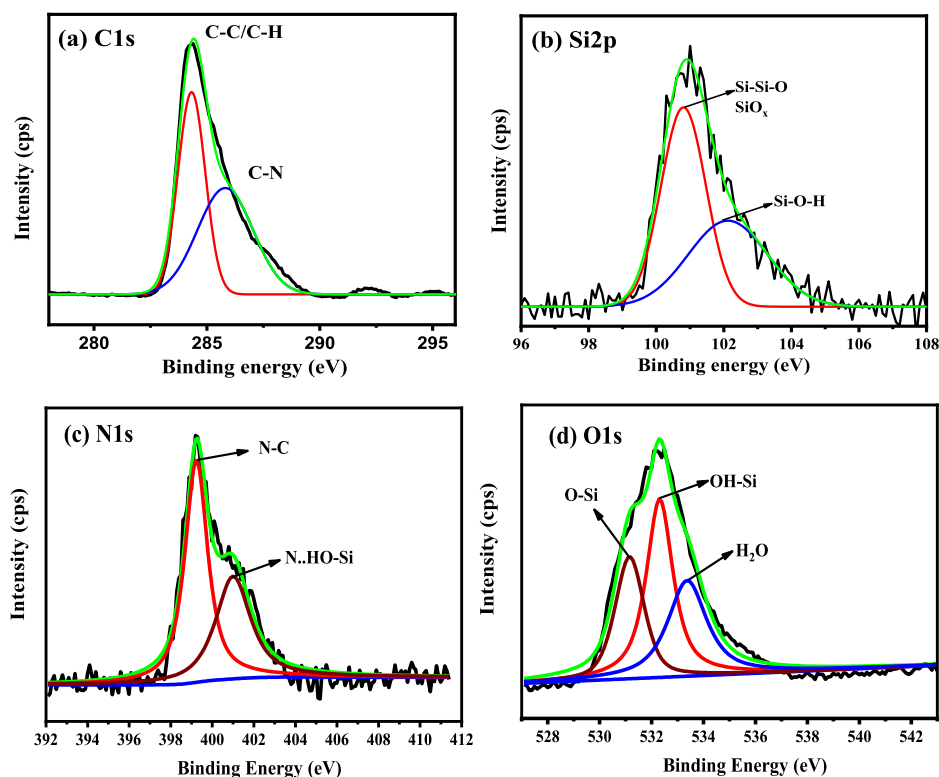 (a) C1s
C-C/C-H
C-N
Intensity (cps)
280 285 290 295
Binding energy (eV)
(b) Si2p
Si-Si-O
SiOₓ
Si-O-H
Intensity (cps)
96 98 100 102 104 106 108
Binding energy (eV)
(c) N1s
N-C
N..HO-Si
Intensity (cps)
392 394 396 398 400 402 404 406 408 410 412
Binding Energy (eV)
(d) O1s
O-Si
OH-Si
H₂O
Intensity (cps)
528 530 532 534 536 538 540 542
Binding Energy (eV)